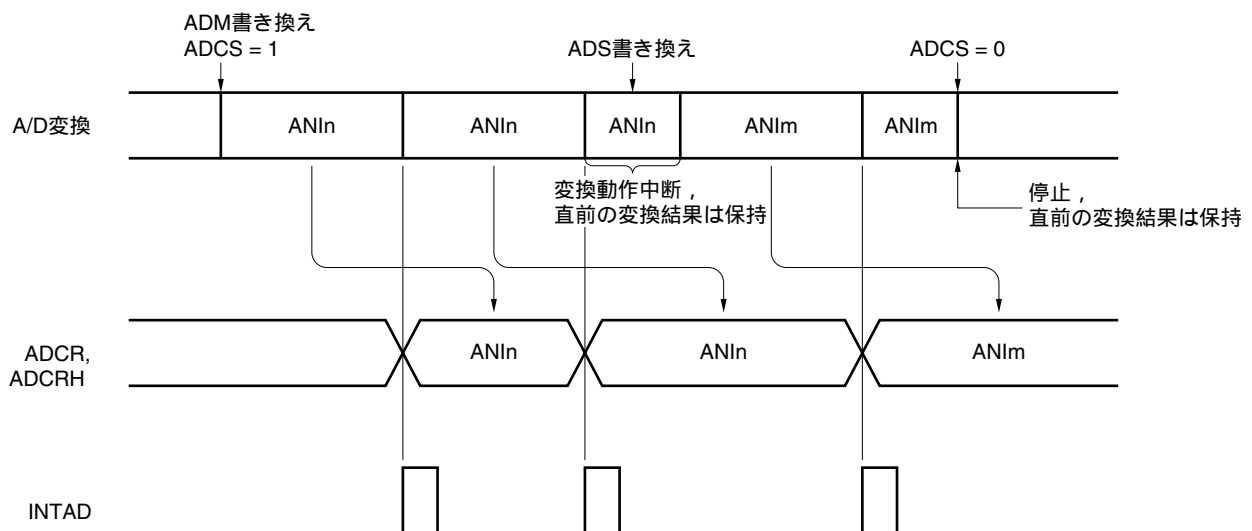 ADM書き換え
ADCS = 1
ADS書き換え
ADCS = 0
A/D変換
ANIn
ANIn
ANIn
ANIm
ANIm
変換動作中断，
直前の変換結果は保持
停止，
直前の変換結果は保持
ADCR,
ADCRH
ANIn
ANIn
ANIm
INTAD